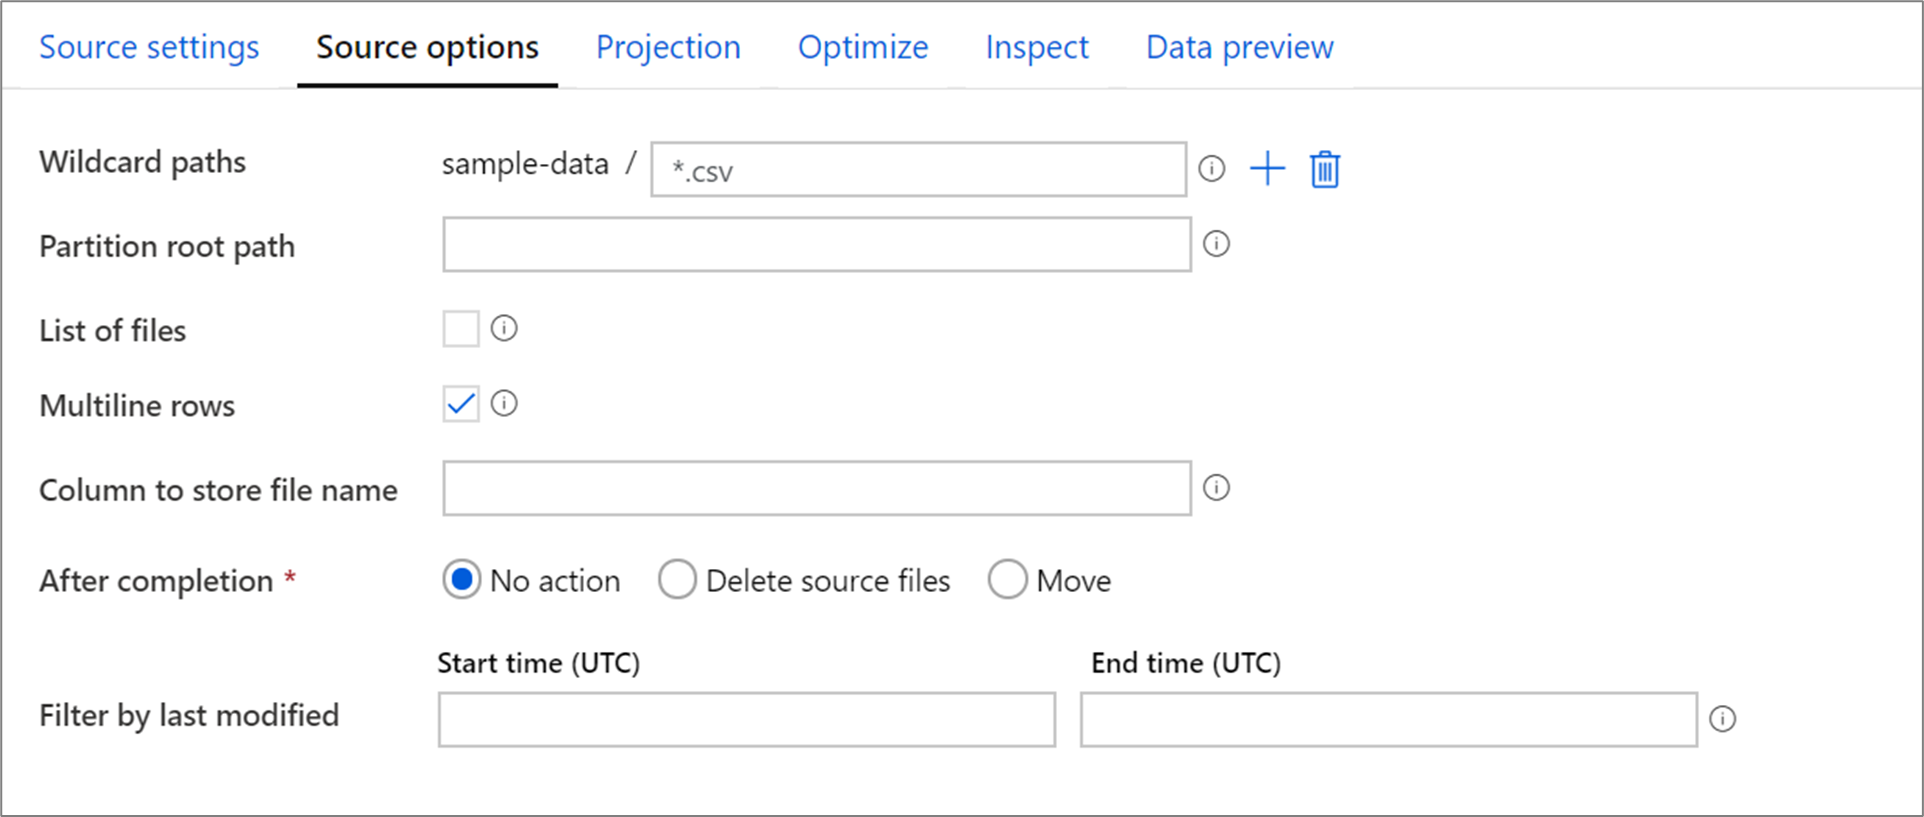 Source settings Source options Projection Optimize Inspect Data preview
Wildcard paths sample-data / *.csv
Partition root path
List of files
Multiline rows
Column to store file name
After completion * No action Delete source files Move
Start time (UTC) End time (UTC)
Filter by last modified